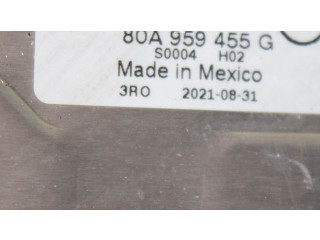 80A 959 455 G
S0004 H02
Made in Mexico
3RO 2021-08-31